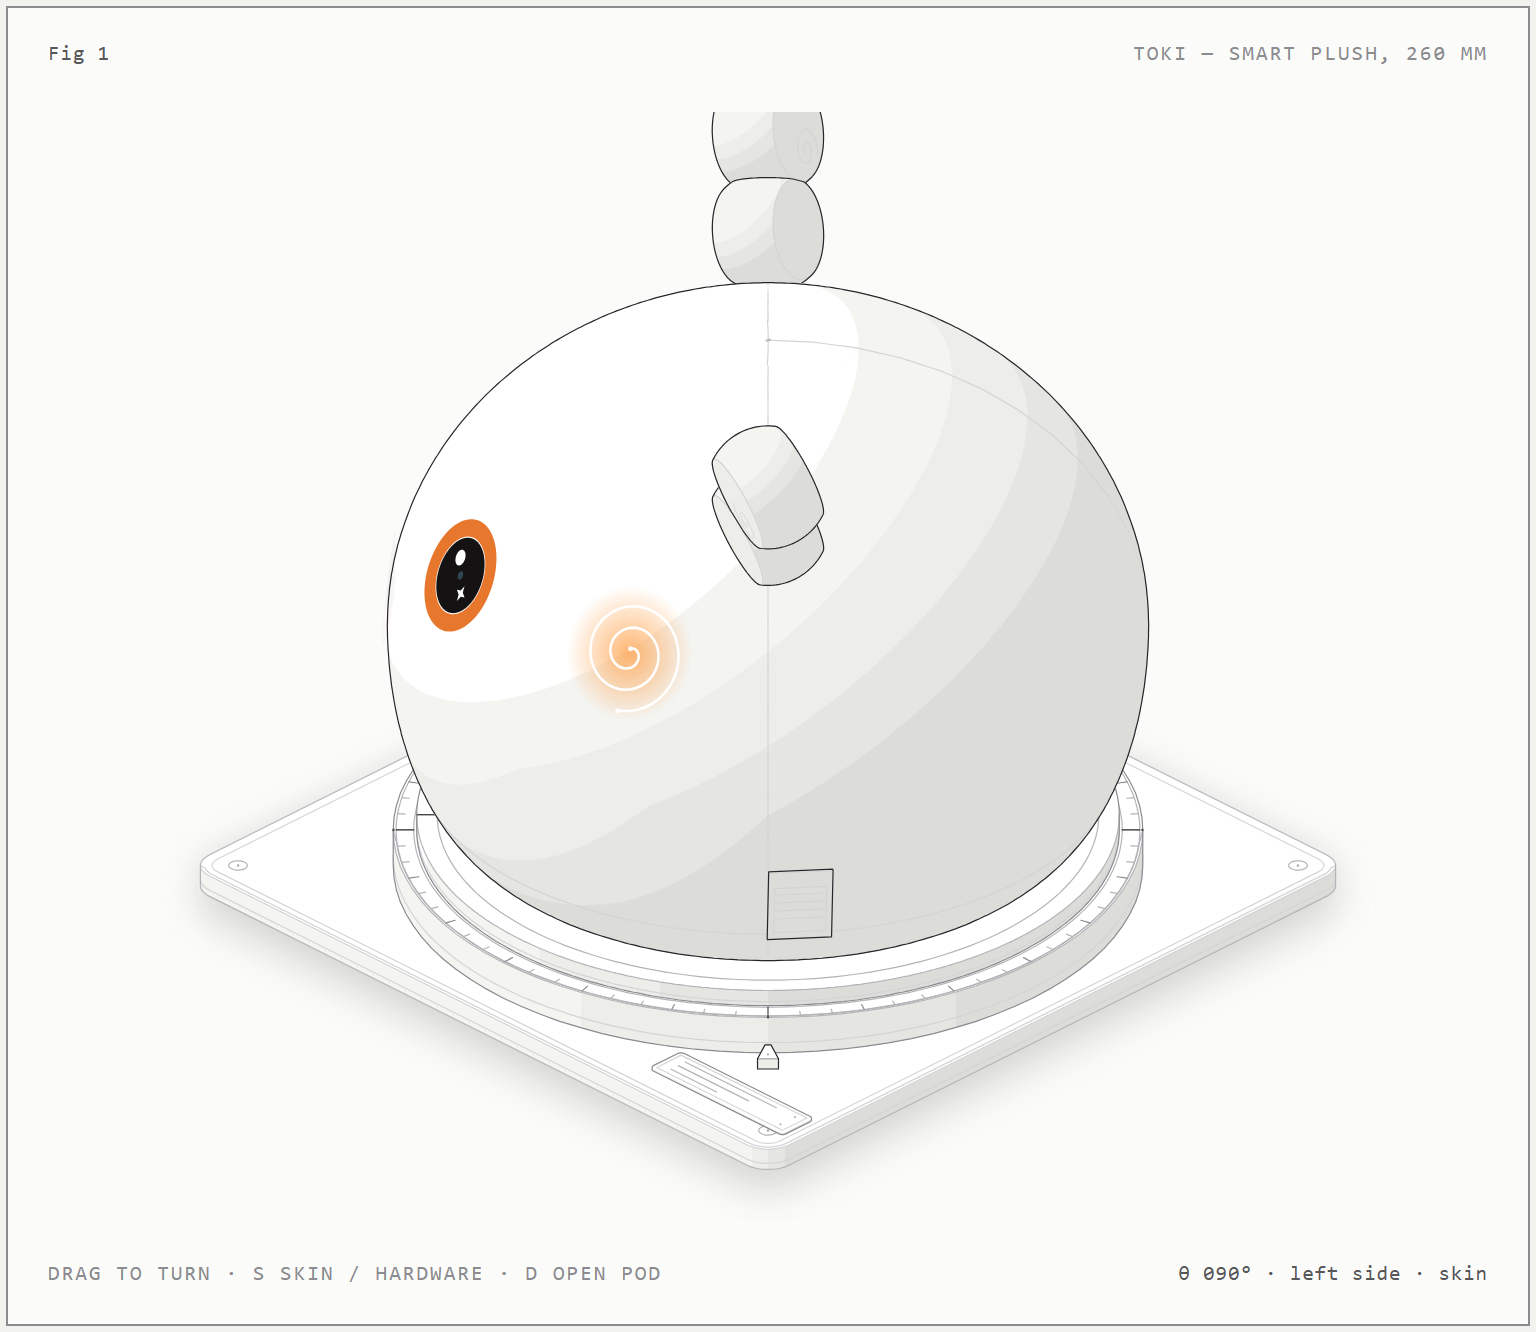 Fig 1
TOKI — SMART PLUSH, 260 MM
DRAG TO TURN · S SKIN / HARDWARE · D OPEN POD
θ 090° · left side · skin